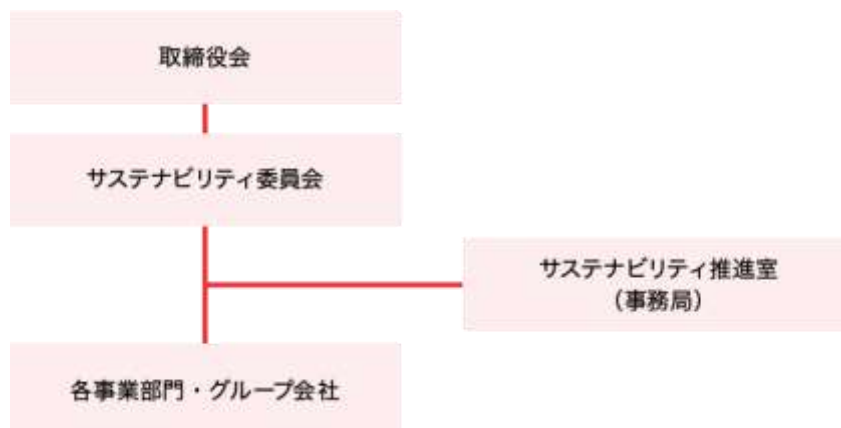 取締役会
サステナビリティ委員会
サステナビリティ推進室
（事務局）
各事業部門・グループ会社